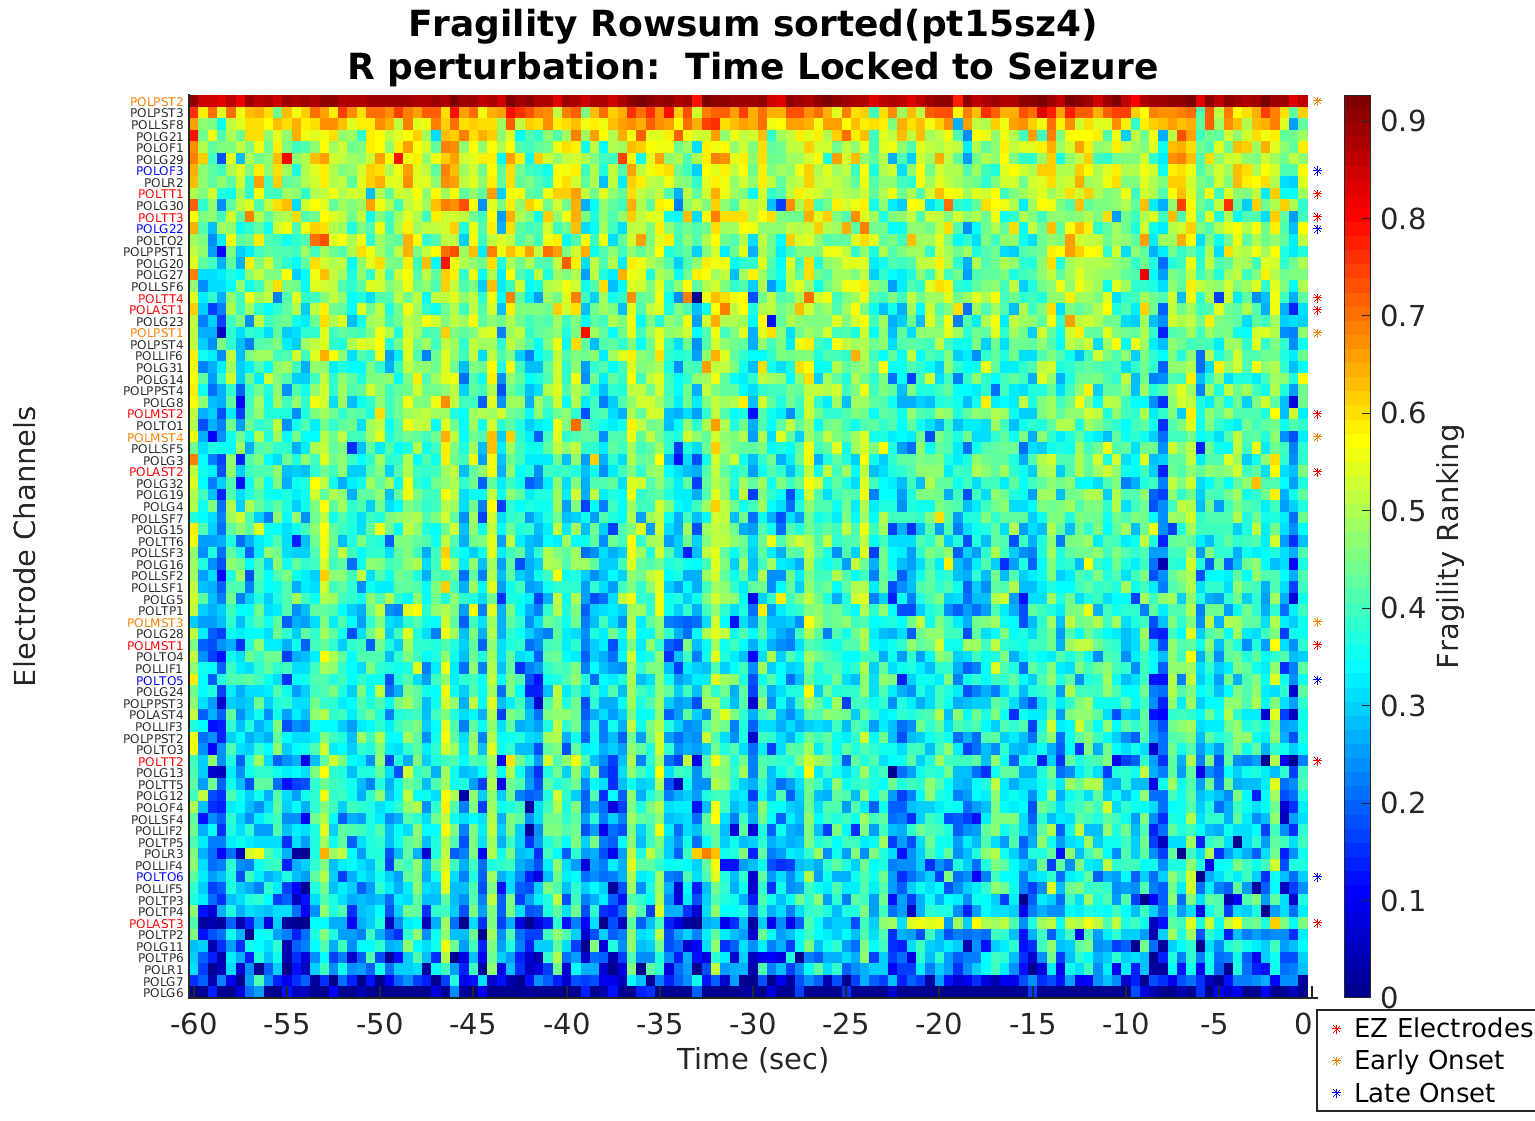 Fragility Rowsum sorted(pt15sz4)
R perturbation:  Time Locked to Seizure
Electrode Channels
POLPST2
POLPST3
POLLSF8
POLG21
POLOF1
POLG29
POLOF3
POLR2
POLTT1
POLG30
POLTT3
POLG22
POLTO2
POLPPST1
POLG20
POLG27
POLLSF6
POLTT4
POLAST1
POLG23
POLPST1
POLPST4
POLLIF6
POLG31
POLG14
POLPPST4
POLG8
POLMST2
POLTO1
POLMST4
POLLSF5
POLG3
POLAST2
POLG32
POLG19
POLG4
POLLSF7
POLG15
POLTT6
POLLSF3
POLG16
POLLSF2
POLLSF1
POLG5
POLTP1
POLMST3
POLG28
POLMST1
POLTO4
POLLIF1
POLTO5
POLG24
POLPPST3
POLAST4
POLLIF3
POLPPST2
POLTO3
POLTT2
POLG13
POLTT5
POLG12
POLOF4
POLLSF4
POLLIF2
POLTP5
POLR3
POLLIF4
POLTO6
POLLIF5
POLTP3
POLTP4
POLAST3
POLTP2
POLG11
POLTP6
POLR1
POLG7
POLG6
-60 -55 -50 -45 -40 -35 -30 -25 -20 -15 -10 -5 0
Time (sec)
0.9
0.8
0.7
0.6
0.5
0.4
0.3
0.2
0.1
0
Fragility Ranking
EZ Electrodes
Early Onset
Late Onset